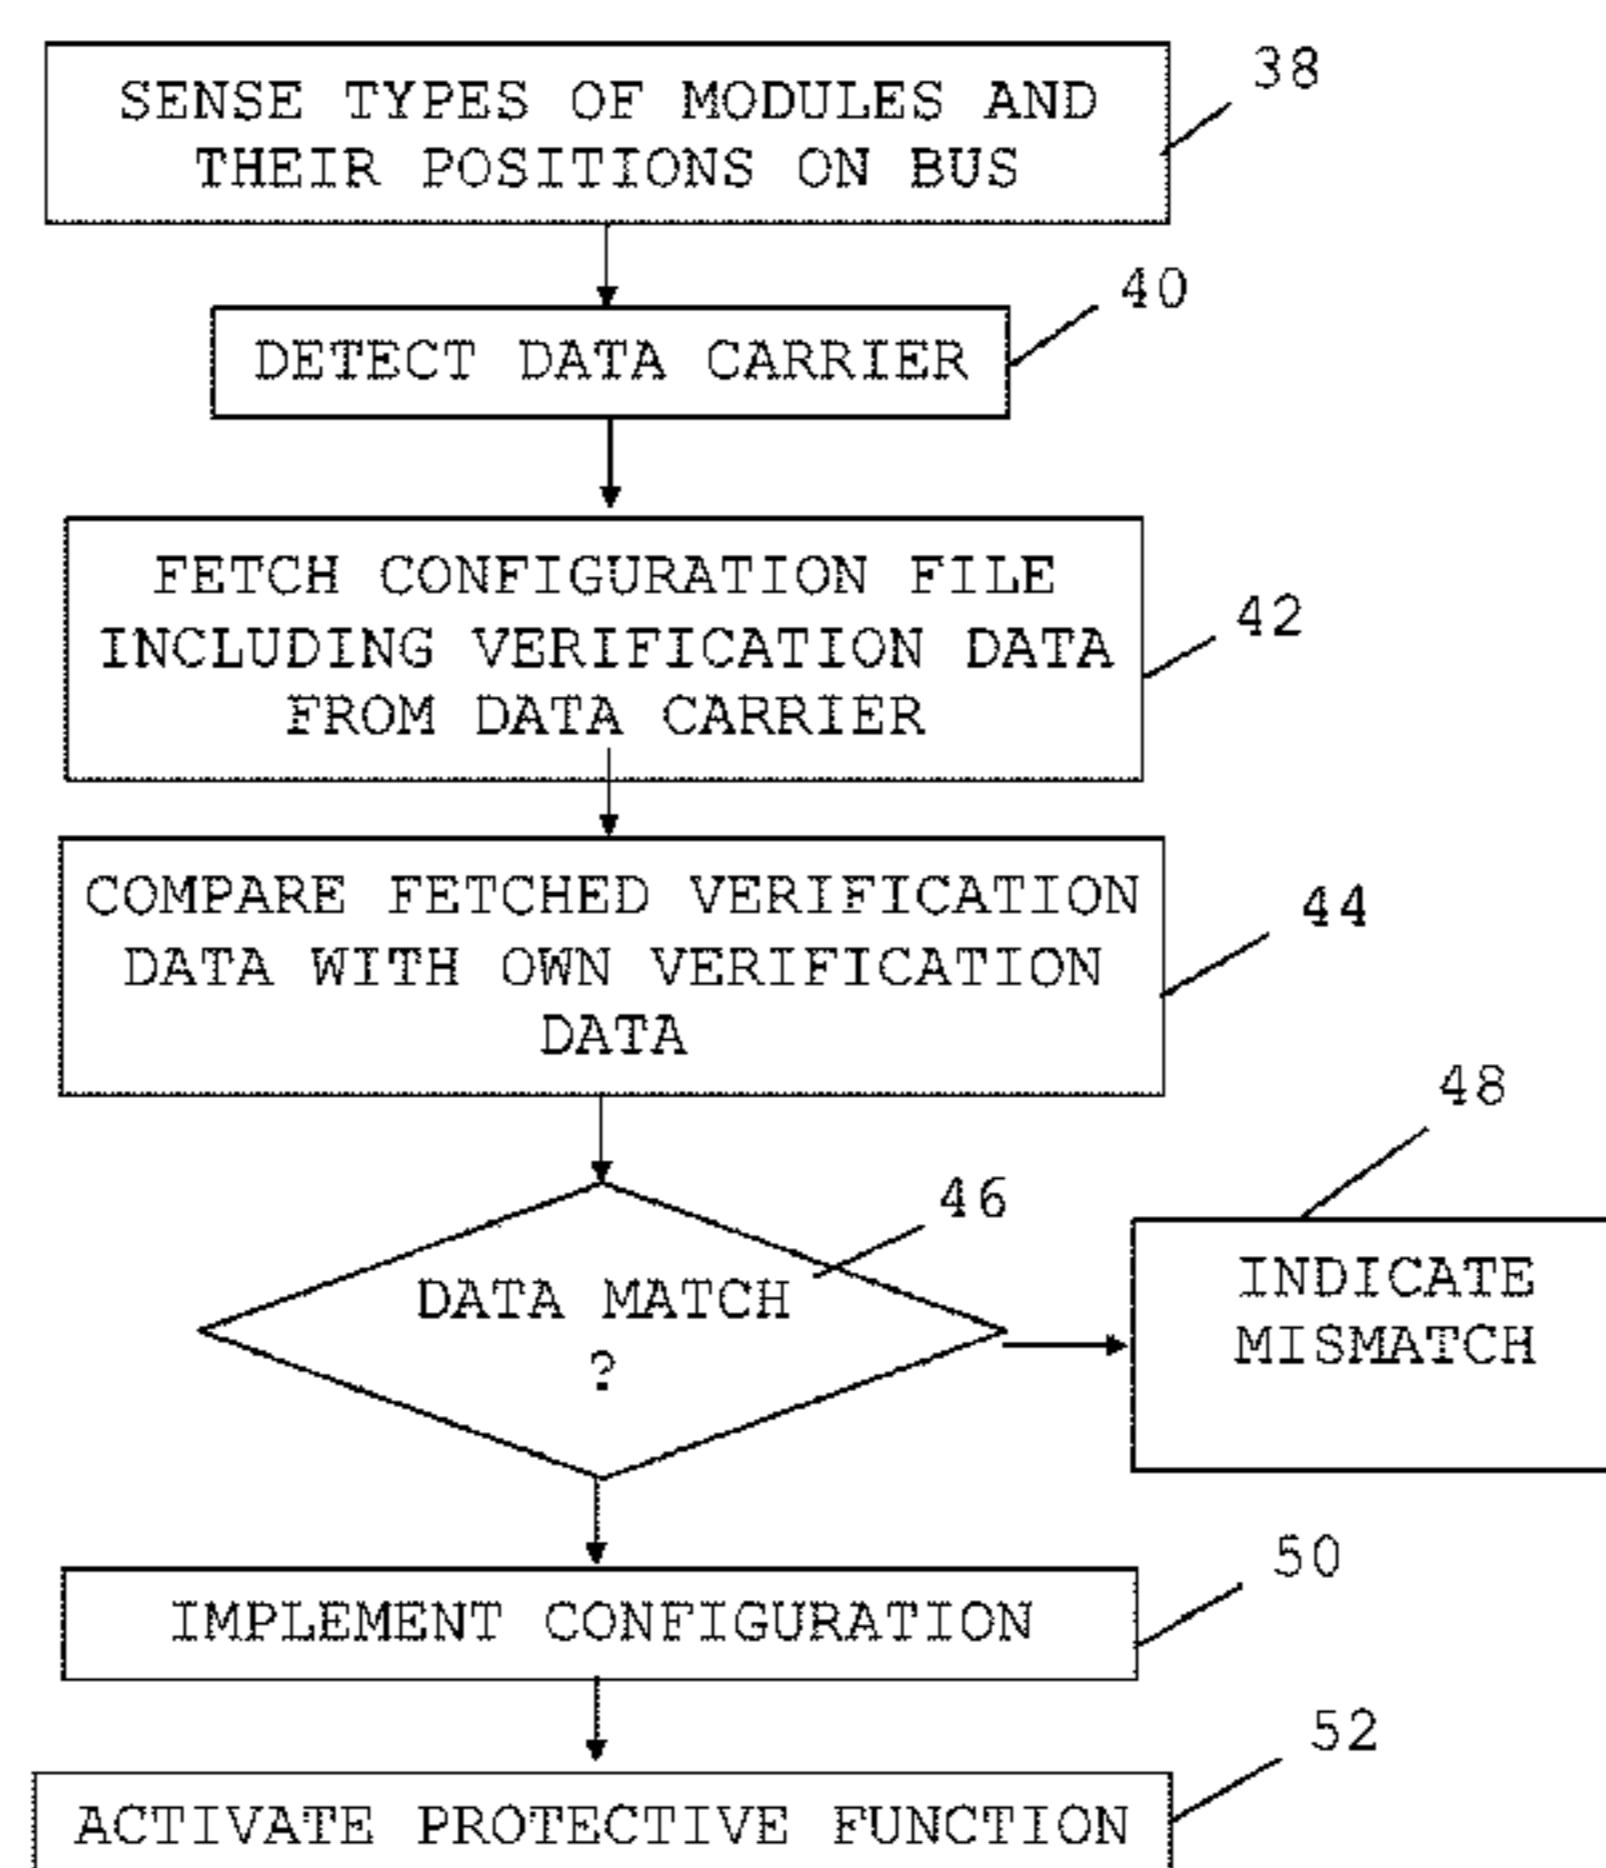 SENSE TYPES OF MODULES AND
THEIR POSITIONS ON BUS
38
DETECT DATA CARRIER
40
FETCH CONFIGURATION FILE
INCLUDING VERIFICATION DATA
FROM DATA CARRIER
42
COMPARE FETCHED VERIFICATION
DATA WITH OWN VERIFICATION
DATA
44
DATA MATCH
?
46
INDICATE
MISMATCH
48
IMPLEMENT CONFIGURATION
50
ACTIVATE PROTECTIVE FUNCTION
52